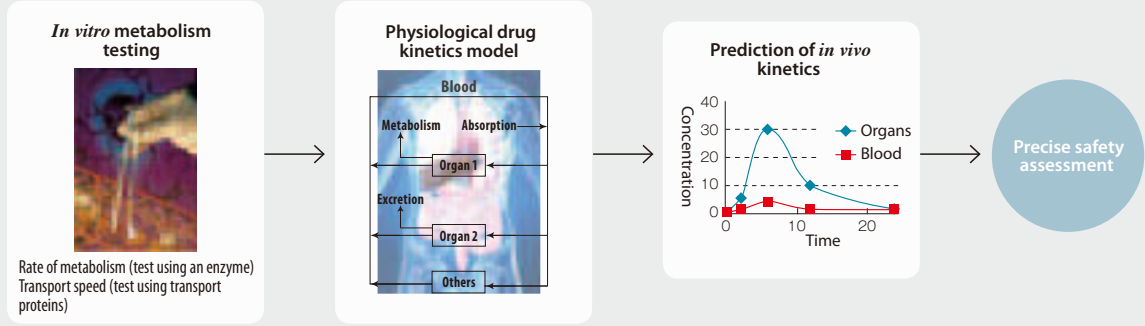 In vitro metabolism
testing
Rate of metabolism (test using an enzyme)
Transport speed (test using transport
proteins)
Physiological drug
kinetics model
Blood
Metabolism
Absorption
Organ 1
Excretion
Organ 2
Others
Prediction of in vivo
kinetics
Concentration
40
30
20
10
0
0
10
20
Time
Organs
Blood
Precise safety
assessment